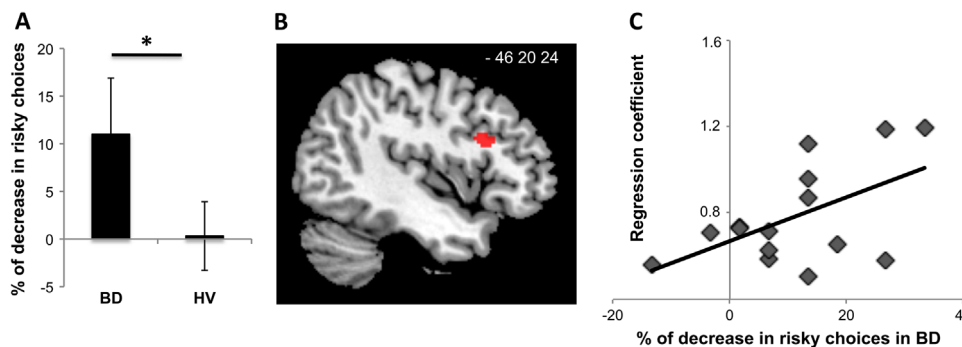 A
% of decrease in risky choices
20
15
10
5
0
-5
*
BD
HV
B
- 46 20 24
C
Regression coefficient
1.6
1.2
0.8
-20
0
20
4
% of decrease in risky choices in BD